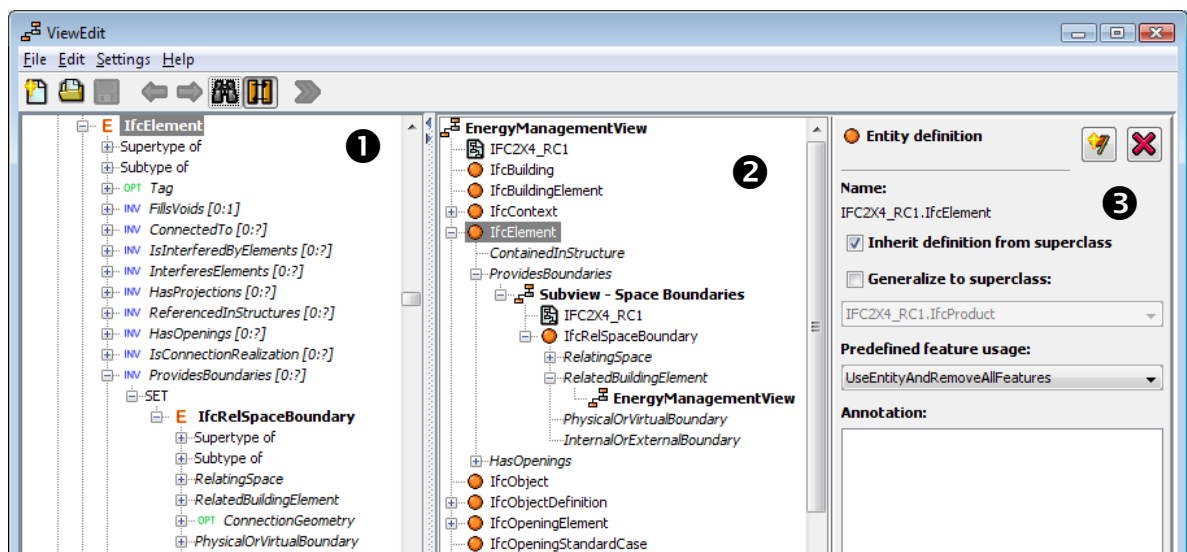 ViewEdit
File Edit Settings Help
E IfcElement
Supertype of
Subtype of
OPT Tag
INV FillsVoids [0:1]
INV ConnectedTo [0:?]
INV IsInterferedByElements [0:?]
INV InterferesElements [0:?]
INV HasProjections [0:?]
INV ReferencedInStructures [0:?]
INV HasOpenings [0:?]
INV IsConnectionRealization [0:?]
INV ProvidesBoundaries [0:?]
SET
E IfcRelSpaceBoundary
Supertype of
Subtype of
RelatingSpace
RelatedBuildingElement
OPT ConnectionGeometry
PhysicalOrVirtualBoundary
1
EnergyManagementView
IFC2X4_RC1
IfcBuilding
IfcBuildingElement
IfcContext
IfcElement
ContainedInStructure
ProvidesBoundaries
Subview - Space Boundaries
IFC2X4_RC1
IfcRelSpaceBoundary
RelatingSpace
RelatedBuildingElement
EnergyManagementView
PhysicalOrVirtualBoundary
InternalOrExternalBoundary
HasOpenings
IfcObject
IfcObjectDefinition
IfcOpeningElement
IfcOpeningStandardCase
2
Entity definition
Name:
3
IFC2X4_RC1.IfcElement
Inherit definition from superclass
Generalize to superclass:
IFC2X4_RC1.IfcProduct
Predefined feature usage:
UseEntityAndRemoveAllFeatures
Annotation: